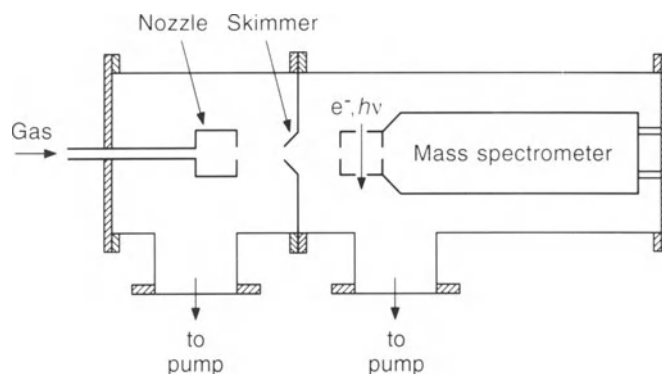 Nozzle Skimmer
Gas
e⁻, hν
Mass spectrometer
to
pump
to
pump